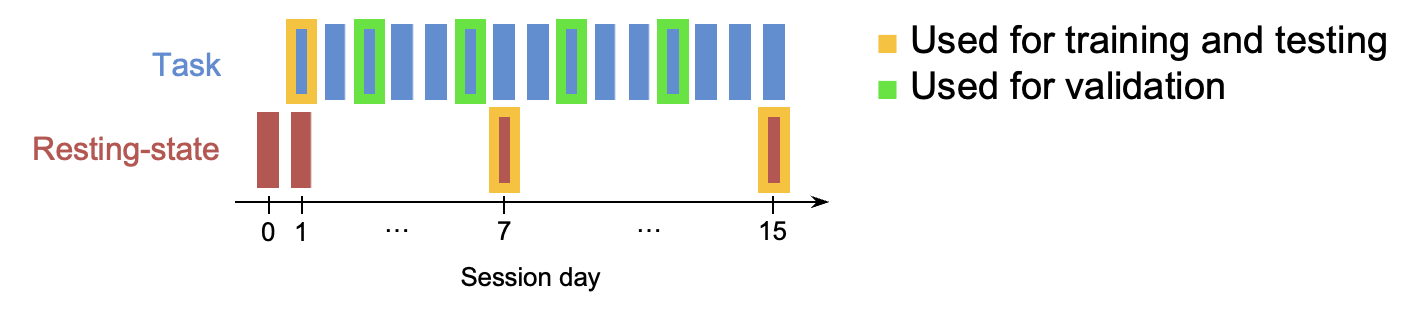 Task
Resting-state
0 1 ... 7 ... 15
Session day
Used for training and testing
Used for validation